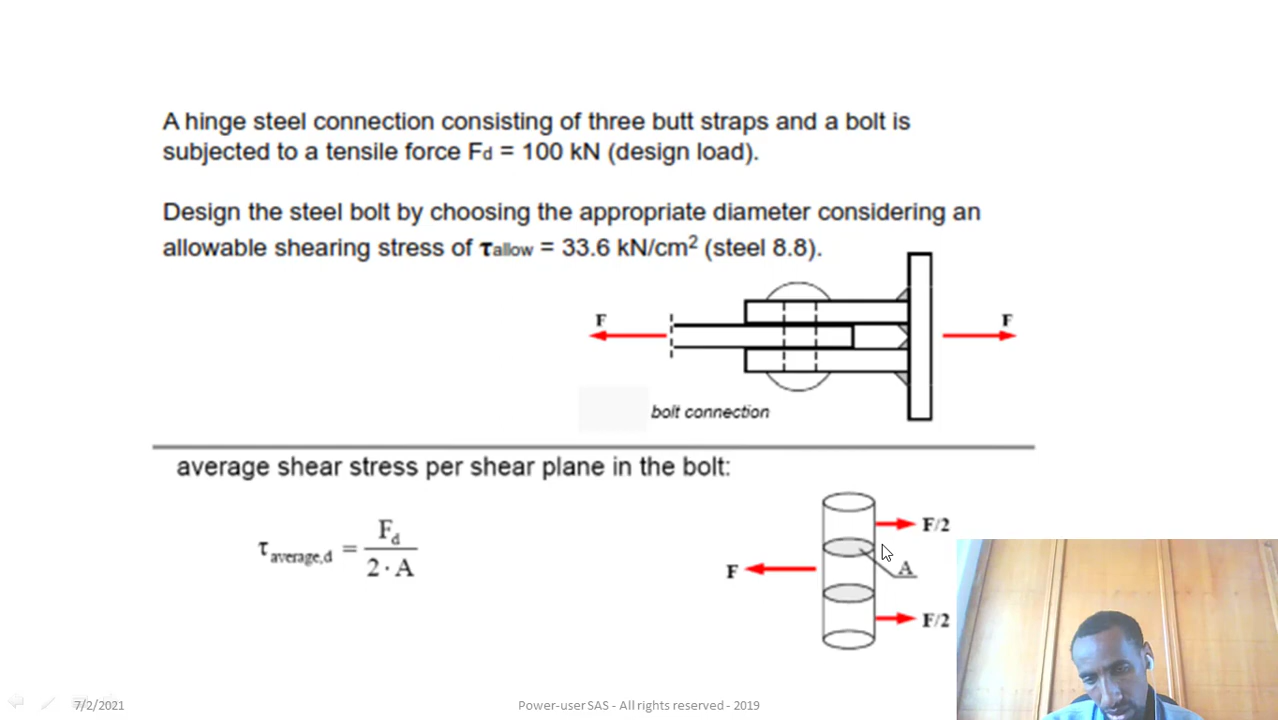 A hinge steel connection consisting of three butt straps and a bolt is
subjected to a tensile force Fd = 100 kN (design load).
Design the steel bolt by choosing the appropriate diameter considering an
allowable shearing stress of τallow = 33.6 kN/cm² (steel 8.8).
F
F
bolt connection
average shear stress per shear plane in the bolt:
τaverage,d = Fd / 2 · A
F/2
F
A
F/2
7/2/2021
Power-user SAS - All rights reserved - 2019